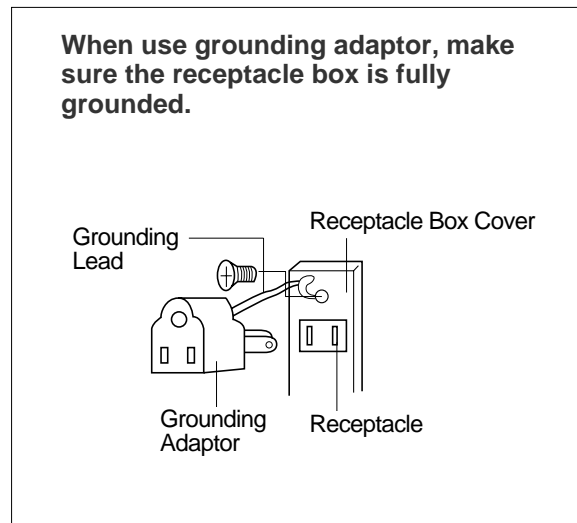 When use grounding adaptor, make
sure the receptacle box is fully
grounded.
Receptacle Box Cover
Grounding
Lead
Grounding
Adaptor
Receptacle